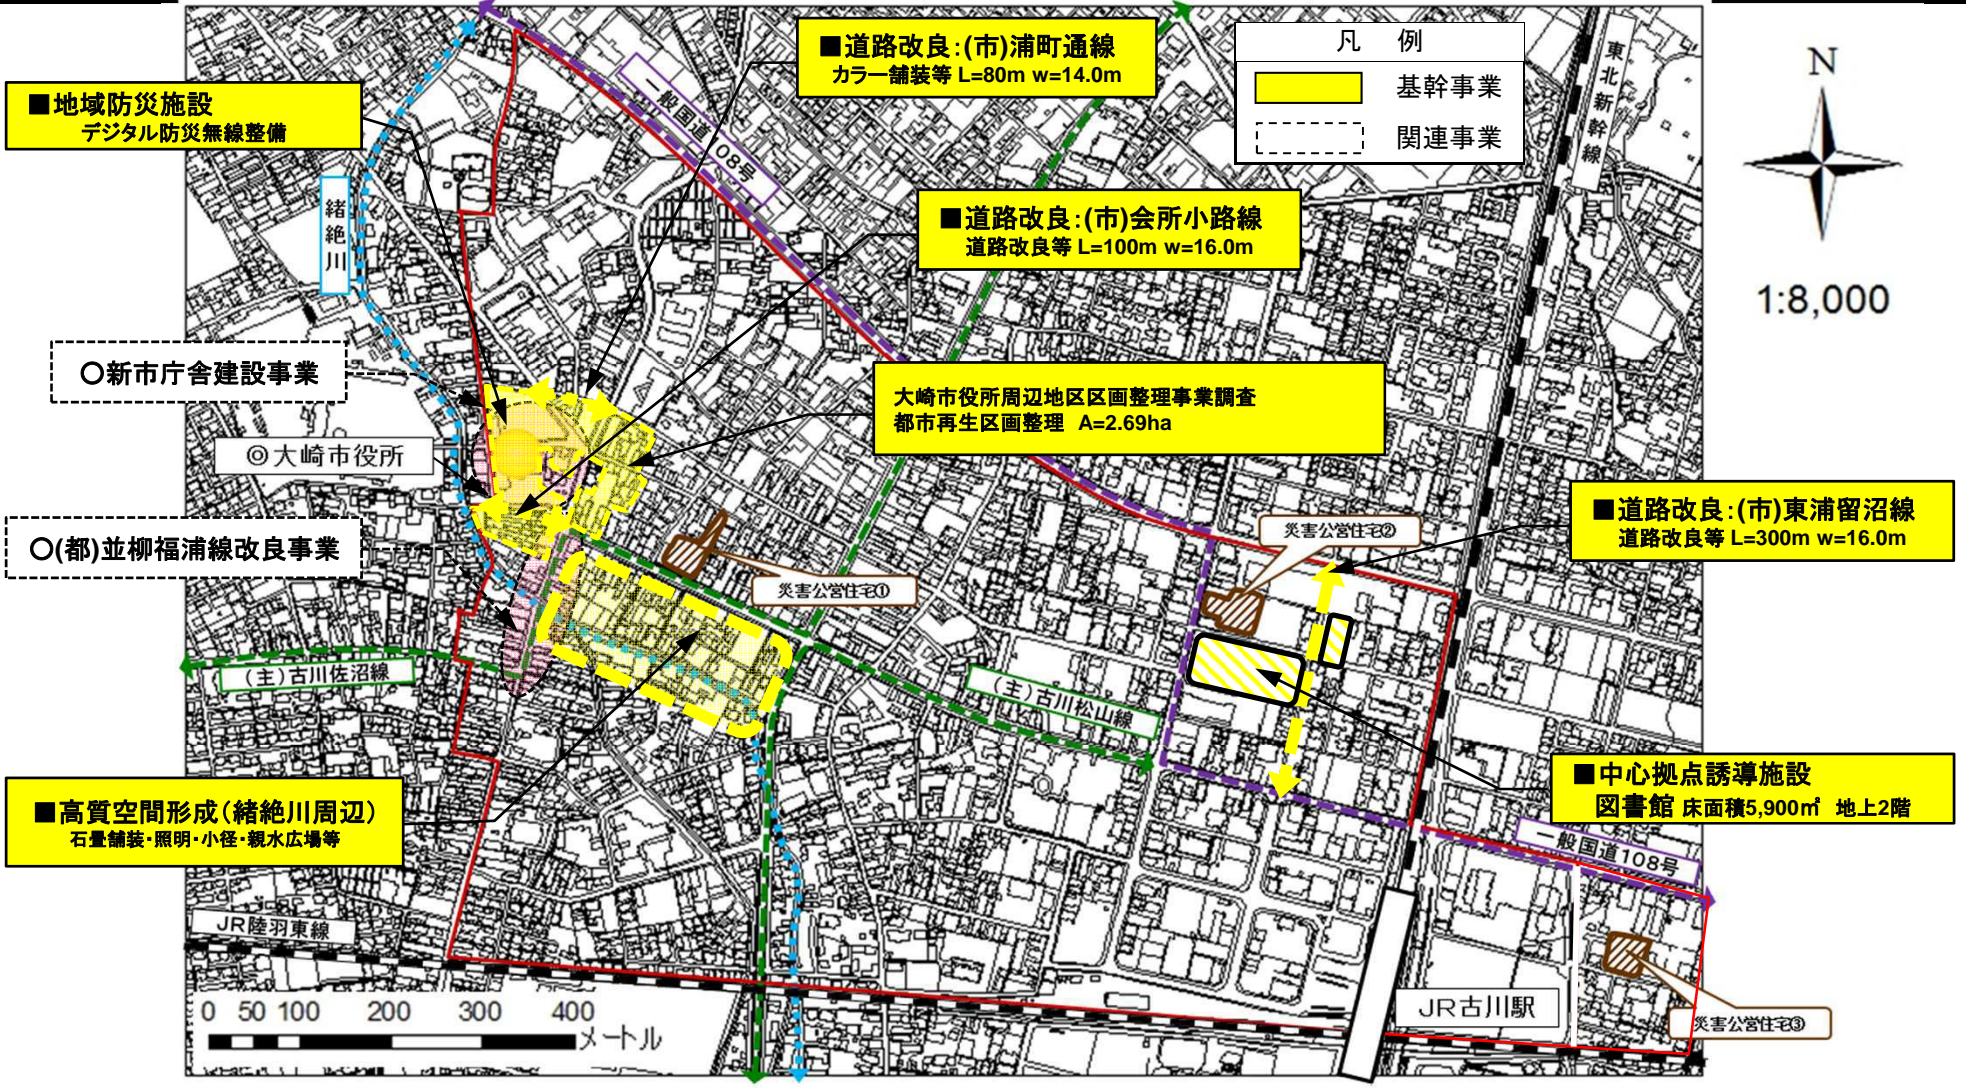 ■道路改良:(市)浦町通線
カラー舗装等 L=80m w=14.0m
凡 例
基幹事業
関連事業
東北新幹線
N
1:8,000
■地域防災施設
デジタル防災無線整備
一般国道108号
緒絶川
■道路改良:(市)会所小路線
道路改良等 L=100m w=16.0m
○新市庁舎建設事業
大崎市役所周辺地区区画整理事業調査
都市再生区画整理 A=2.69ha
◎大崎市役所
■道路改良:(市)東浦留沼線
道路改良等 L=300m w=16.0m
災害公営住宅②
○(都)並柳福浦線改良事業
災害公営住宅①
(主)古川佐沼線
(主)古川松山線
■中心拠点誘導施設
図書館 床面積5,900㎡ 地上2階
■高質空間形成(緒絶川周辺)
石畳舗装・照明・小径・親水広場等
一般国道108号
JR陸羽東線
JR古川駅
災害公営住宅③
0 50 100 200 300 400
メートル